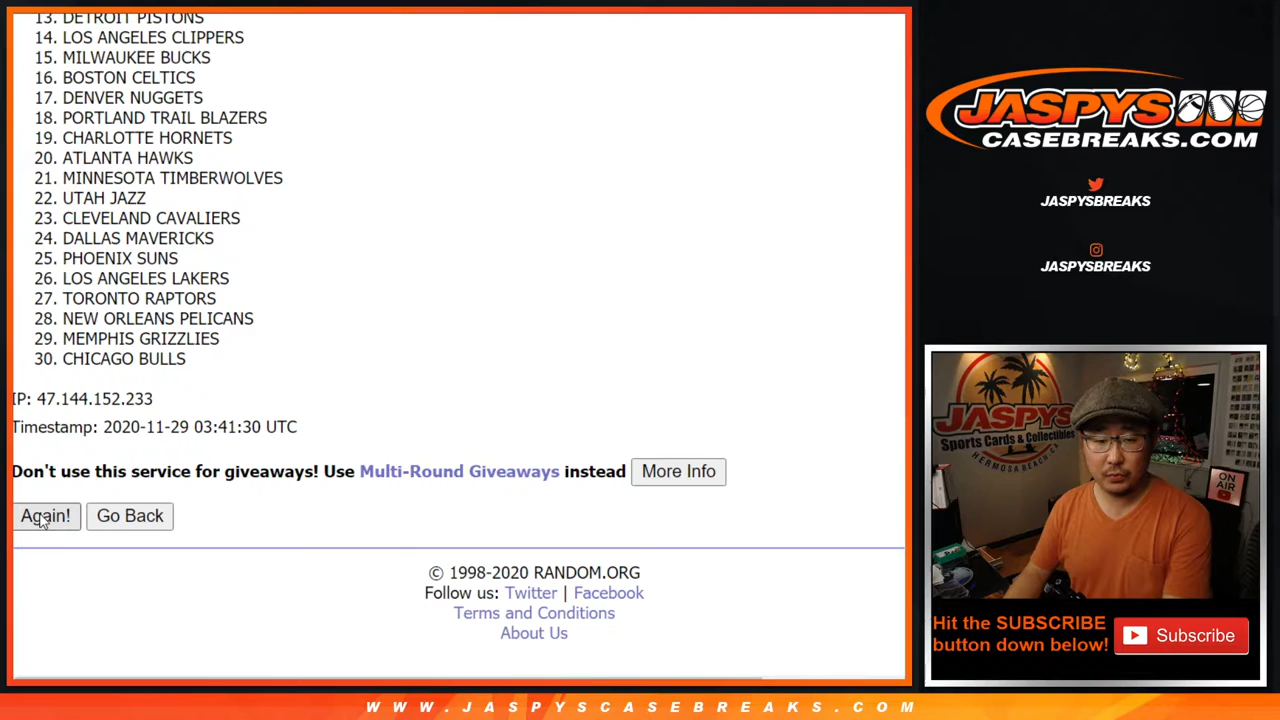 13. DETROIT PISTONS
14. LOS ANGELES CLIPPERS
15. MILWAUKEE BUCKS
16. BOSTON CELTICS
17. DENVER NUGGETS
18. PORTLAND TRAIL BLAZERS
19. CHARLOTTE HORNETS
20. ATLANTA HAWKS
21. MINNESOTA TIMBERWOLVES
22. UTAH JAZZ
23. CLEVELAND CAVALIERS
24. DALLAS MAVERICKS
25. PHOENIX SUNS
26. LOS ANGELES LAKERS
27. TORONTO RAPTORS
28. NEW ORLEANS PELICANS
29. MEMPHIS GRIZZLIES
30. CHICAGO BULLS
IP: 47.144.152.233
Timestamp: 2020-11-29 03:41:30 UTC
Don't use this service for giveaways! Use Multi-Round Giveaways instead More Info
Again! Go Back
© 1998-2020 RANDOM.ORG
Follow us: Twitter | Facebook
Terms and Conditions
About Us
JASPYS
CASEBREAKS.COM
JASPYSBREAKS
JASPYSBREAKS
JASPYS
Sports Cards & Collectibles
HERMOSA BEACH CA
ON AIR
Hit the SUBSCRIBE
button down below!
Subscribe
WWW.JASPYSCASEBREAKS.COM